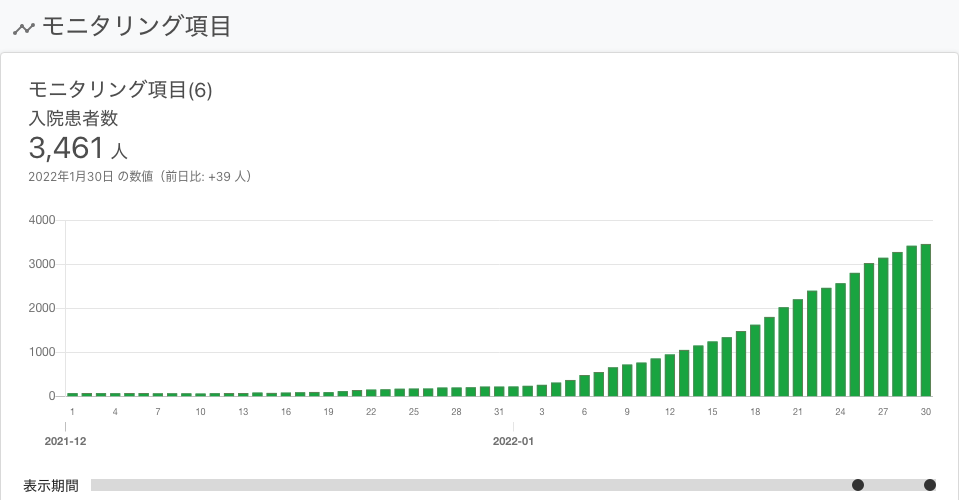 モニタリング項目
モニタリング項目(6)
入院患者数
3,461 人
2022年1月30日 の数値（前日比: +39 人）
4000
3000
2000
1000
0
1 4 7 10 13 16 19 22 25 28 31 3 6 9 12 15 18 21 24 27 30
2021-12 2022-01
表示期間